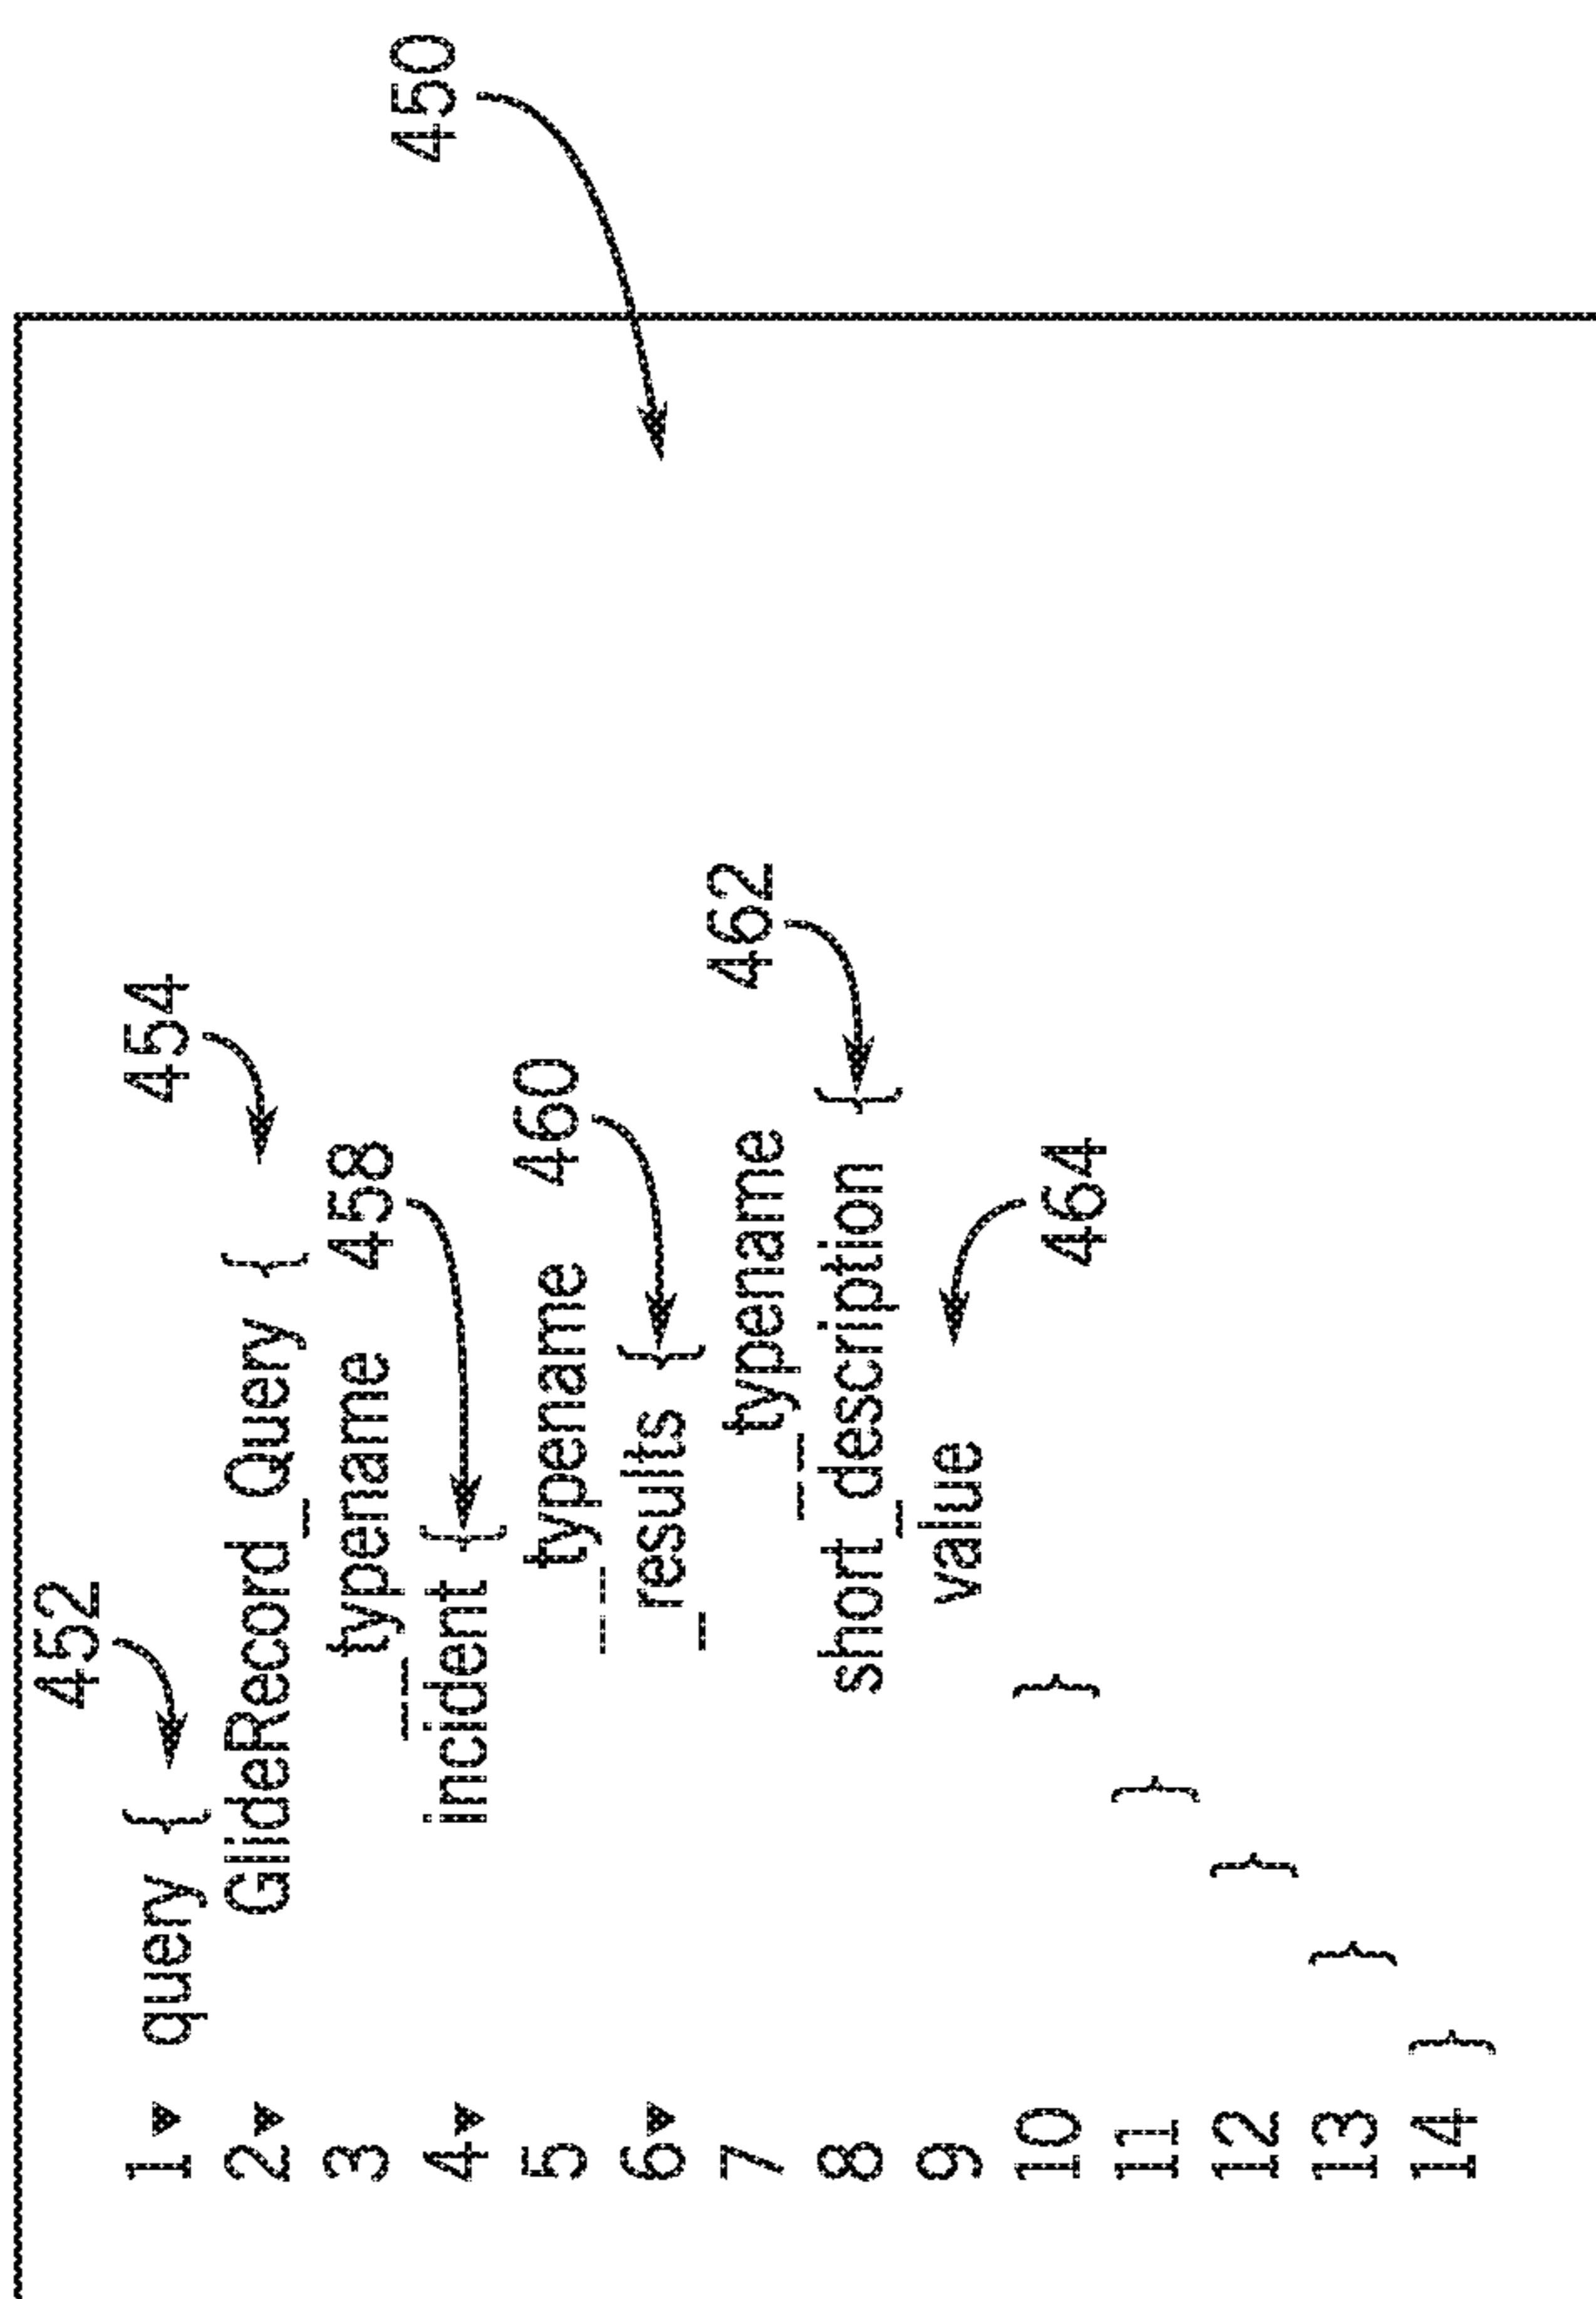 450
452
1 query {
454
2 GlideRecord_Query {
3 __typename 458
4 incident {
5 __typename 460
6 _results {
462
7 __typename
8 short_description {
9 value
464
10 }
11 }
12 }
13 }
14 }